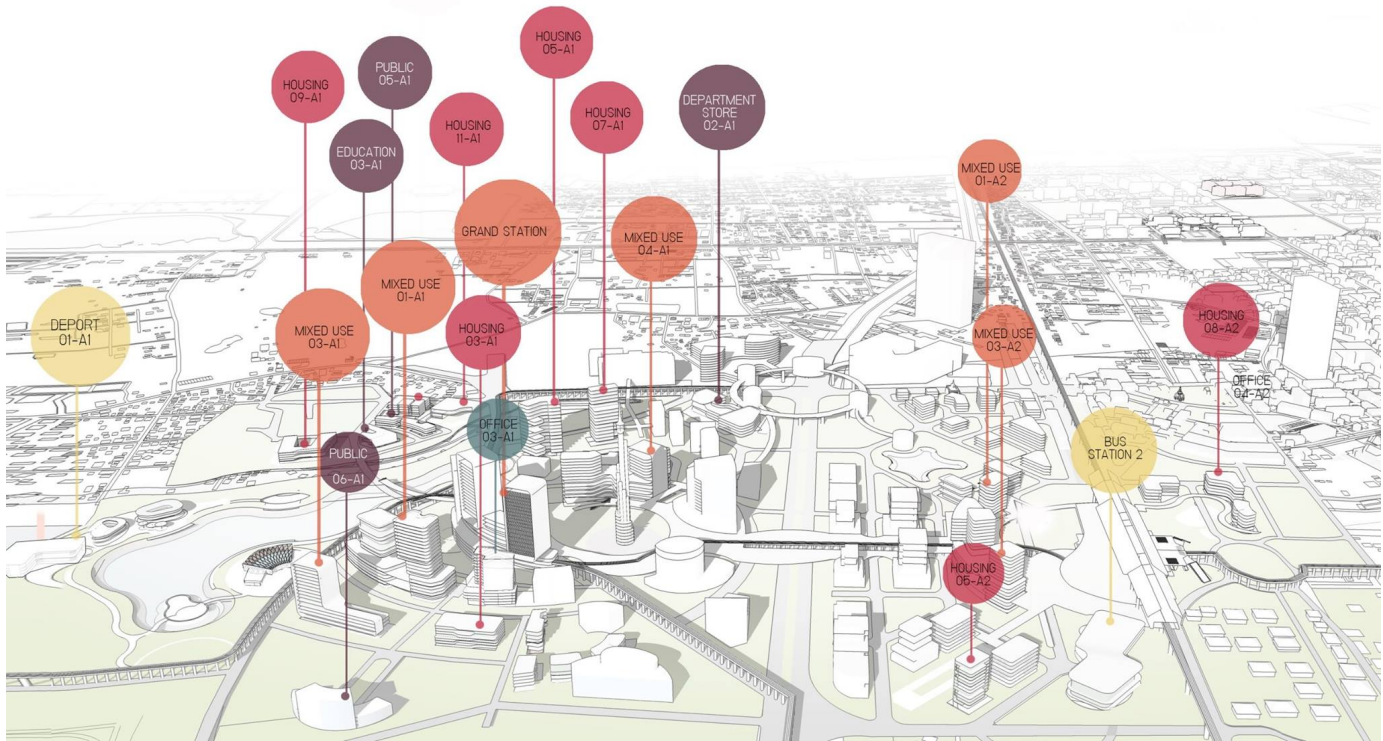 HOUSING
05-A1
HOUSING
09-A1
PUBLIC
05-A1
DEPARTMENT
STORE
02-A1
HOUSING
11-A1
HOUSING
07-A1
EDUCATION
03-A1
MIXED USE
01-A2
GRAND STATION
MIXED USE
04-A1
MIXED USE
01-A1
DEPORT
01-A1
MIXED USE
03-A1
HOUSING
03-A1
MIXED USE
03-A2
HOUSING
08-A2
OFFICE
04-A2
OFFICE
03-A1
PUBLIC
06-A1
BUS
STATION 2
HOUSING
05-A2